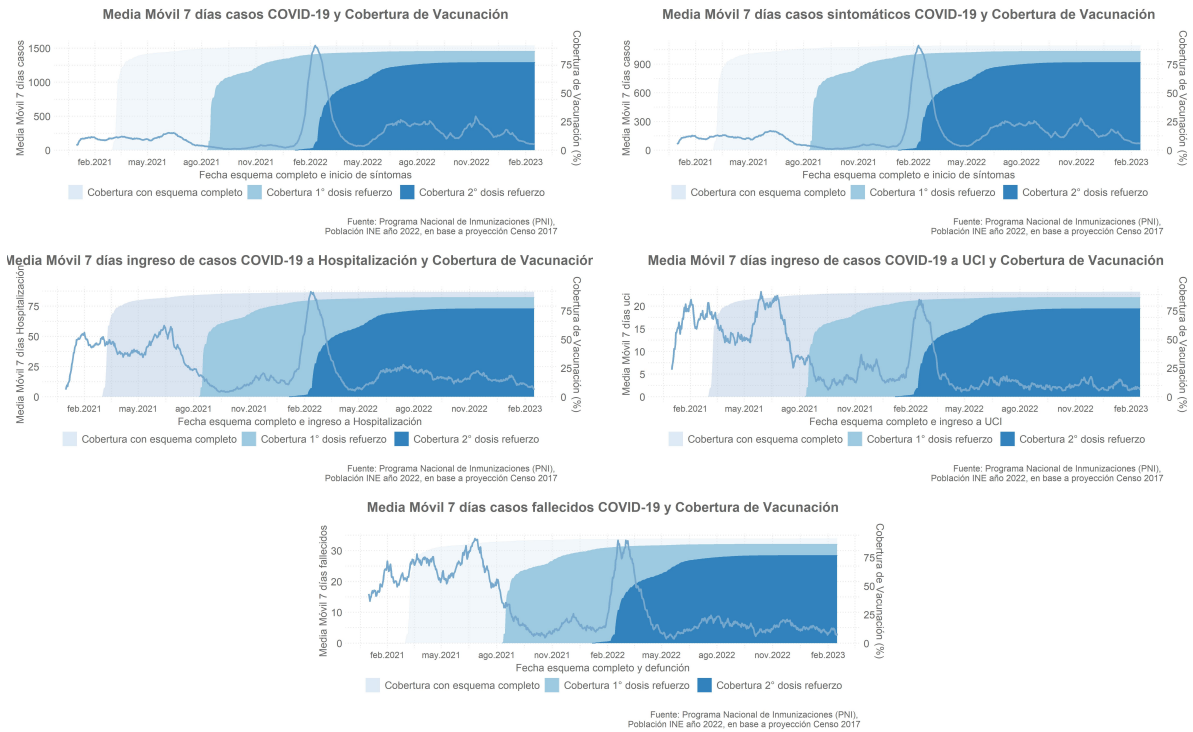 Media Móvil 7 días casos COVID-19 y Cobertura de Vacunación
Media Móvil 7 días casos
1500
1000
500
0
Cobertura de Vacunación (%)
75
50
25
0
feb.2021 may.2021 ago.2021 nov.2021 feb.2022 may.2022 ago.2022 nov.2022 feb.2023
Fecha esquema completo e inicio de síntomas
Cobertura con esquema completo Cobertura 1° dosis refuerzo Cobertura 2° dosis refuerzo
Fuente: Programa Nacional de Inmunizaciones (PNI),
Población INE año 2022, en base a proyección Censo 2017
Media Móvil 7 días casos sintomáticos COVID-19 y Cobertura de Vacunación
Media Móvil 7 días casos
900
600
300
0
Cobertura de Vacunación (%)
75
50
25
0
feb.2021 may.2021 ago.2021 nov.2021 feb.2022 may.2022 ago.2022 nov.2022 feb.2023
Fecha esquema completo e inicio de síntomas
Cobertura con esquema completo Cobertura 1° dosis refuerzo Cobertura 2° dosis refuerzo
Fuente: Programa Nacional de Inmunizaciones (PNI),
Población INE año 2022, en base a proyección Censo 2017
Media Móvil 7 días ingreso de casos COVID-19 a Hospitalización y Cobertura de Vacunación
Media Móvil 7 días Hospitalización
75
50
25
0
Cobertura de Vacunación (%)
75
50
25
0
feb.2021 may.2021 ago.2021 nov.2021 feb.2022 may.2022 ago.2022 nov.2022 feb.2023
Fecha esquema completo e ingreso a Hospitalización
Cobertura con esquema completo Cobertura 1° dosis refuerzo Cobertura 2° dosis refuerzo
Fuente: Programa Nacional de Inmunizaciones (PNI),
Población INE año 2022, en base a proyección Censo 2017
Media Móvil 7 días ingreso de casos COVID-19 a UCI y Cobertura de Vacunación
Media Móvil 7 días uci
20
15
10
5
0
Cobertura de Vacunación (%)
75
50
25
0
feb.2021 may.2021 ago.2021 nov.2021 feb.2022 may.2022 ago.2022 nov.2022 feb.2023
Fecha esquema completo e ingreso a UCI
Cobertura con esquema completo Cobertura 1° dosis refuerzo Cobertura 2° dosis refuerzo
Fuente: Programa Nacional de Inmunizaciones (PNI),
Población INE año 2022, en base a proyección Censo 2017
Media Móvil 7 días casos fallecidos COVID-19 y Cobertura de Vacunación
Media Móvil 7 días fallecidos
30
20
10
0
Cobertura de Vacunación (%)
75
50
25
0
feb.2021 may.2021 ago.2021 nov.2021 feb.2022 may.2022 ago.2022 nov.2022 feb.2023
Fecha esquema completo y defunción
Cobertura con esquema completo Cobertura 1° dosis refuerzo Cobertura 2° dosis refuerzo
Fuente: Programa Nacional de Inmunizaciones (PNI),
Población INE año 2022, en base a proyección Censo 2017